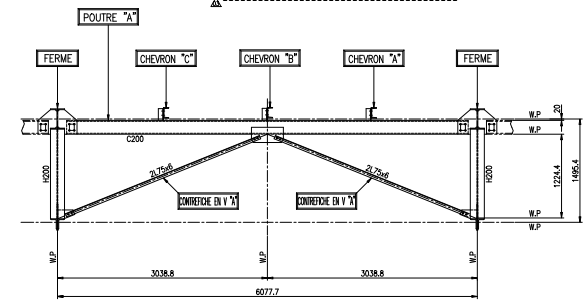 POUTRE "A"
FERME
CHEVRON "C"
CHEVRON "B"
CHEVRON "A"
FERME
W.P
20
W.P
C200
H200
2L75x6
2L75x6
H200
1224.4
1495.4
CONTREFICHE EN V "A"
CONTREFICHE EN V "A"
W.P
W.P
W.P
W.P
W.P
3038.8
3038.8
6077.7